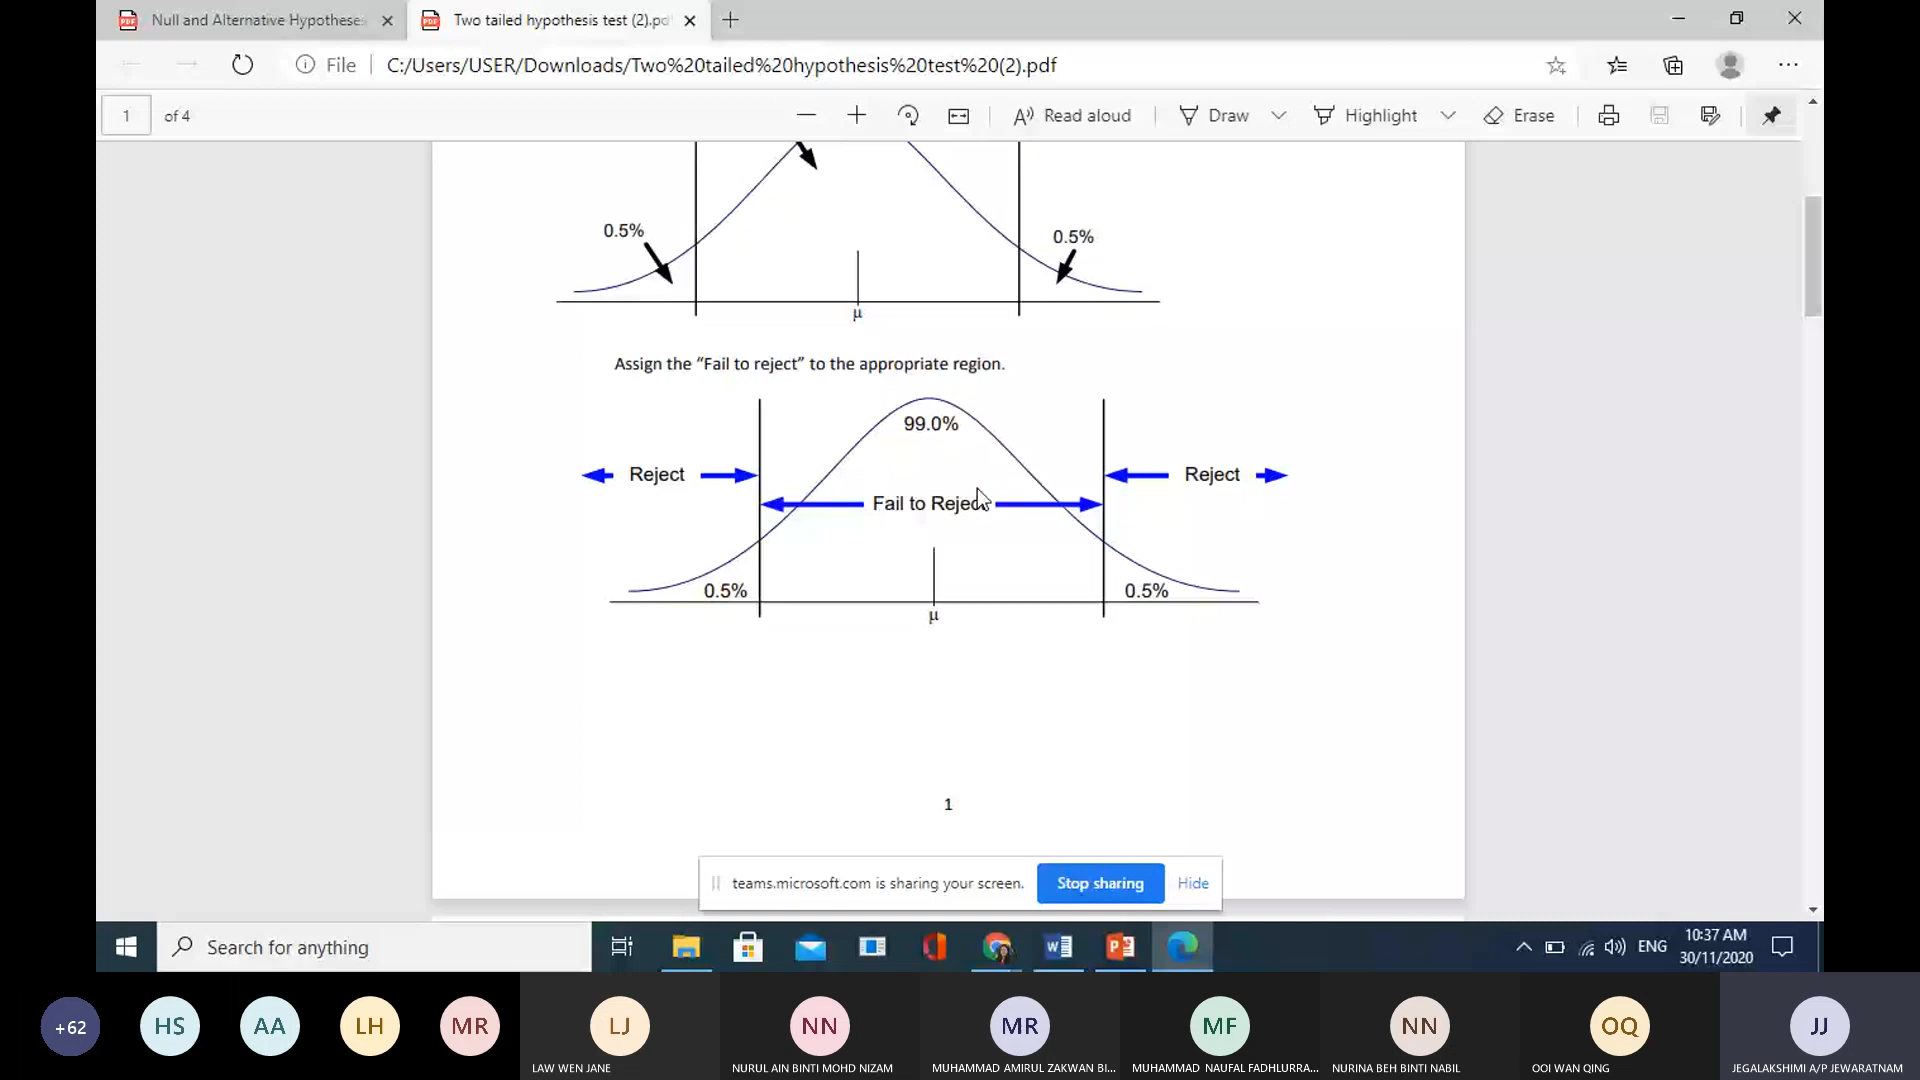 Null and Alternative Hypotheses
Two tailed hypothesis test (2).pd
File
C:/Users/USER/Downloads/Two%20tailed%20hypothesis%20test%20(2).pdf
1 of 4
Read aloud
Draw
Highlight
Erase
0.5%
0.5%
μ
Assign the “Fail to reject” to the appropriate region.
99.0%
Reject
Reject
Fail to Reject
0.5%
0.5%
μ
1
teams.microsoft.com is sharing your screen.
Stop sharing
Hide
Search for anything
ENG
10:37 AM
30/11/2020
+62
HS
AA
LH
MR
LJ
NN
MR
MF
NN
OQ
JJ
LAW WEN JANE
NURUL AIN BINTI MOHD NIZAM
MUHAMMAD AMIRUL ZAKWAN BI...
MUHAMMAD NAUFAL FADHLURRA...
NURINA BEH BINTI NABIL
OOI WAN QING
JEGALAKSHIMI A/P JEWARATNAM